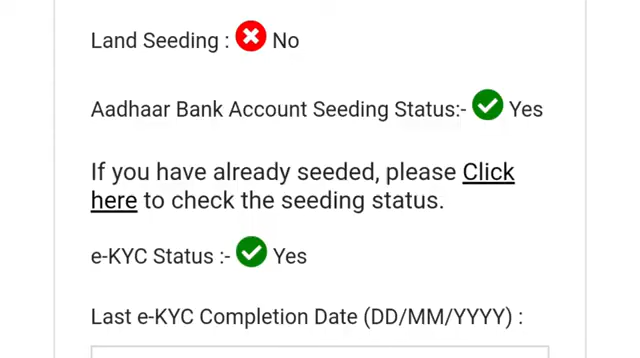 Land Seeding : No
Aadhaar Bank Account Seeding Status:- Yes
If you have already seeded, please Click
here to check the seeding status.
e-KYC Status :- Yes
Last e-KYC Completion Date (DD/MM/YYYY) :